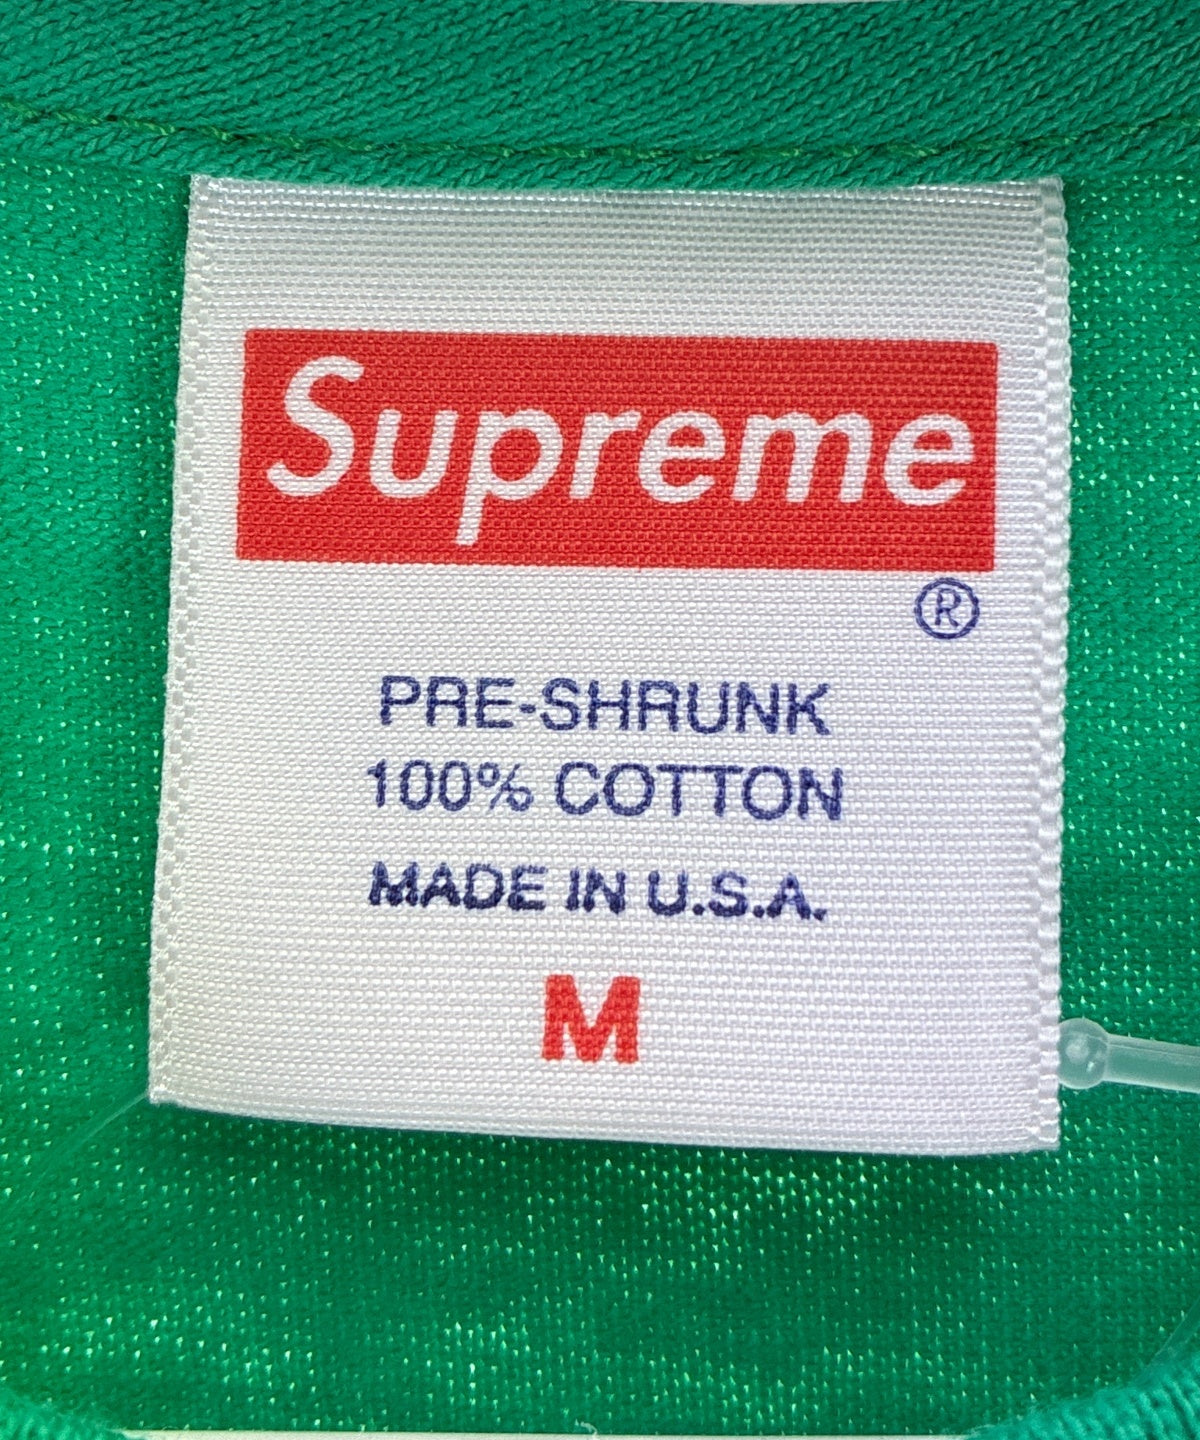 Supreme
®
PRE-SHRUNK
100% COTTON
MADE IN U.S.A.
M